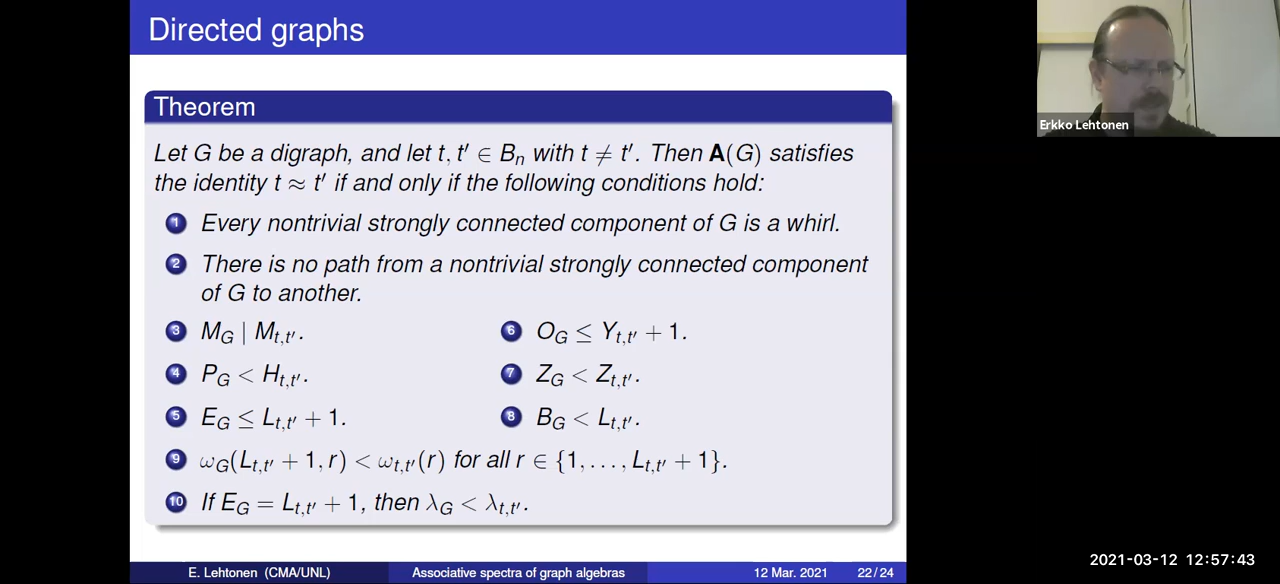 Directed graphs
Theorem
Let G be a digraph, and let t, t′ ∈ Bₙ with t ≠ t′. Then A(G) satisfies
the identity t ≈ t′ if and only if the following conditions hold:
1 Every nontrivial strongly connected component of G is a whirl.
2 There is no path from a nontrivial strongly connected component
of G to another.
3 M_G | M_{t,t′}.
4 P_G < H_{t,t′}.
5 E_G ≤ L_{t,t′} + 1.
6 O_G ≤ Y_{t,t′} + 1.
7 Z_G < Z_{t,t′}.
8 B_G < L_{t,t′}.
9 ω_G(L_{t,t′} + 1, r) < ω_{t,t′}(r) for all r ∈ {1, . . . , L_{t,t′} + 1}.
10 If E_G = L_{t,t′} + 1, then λ_G < λ_{t,t′}.
E. Lehtonen (CMA/UNL) Associative spectra of graph algebras 12 Mar. 2021 22 / 24
Erkko Lehtonen
2021-03-12 12:57:43